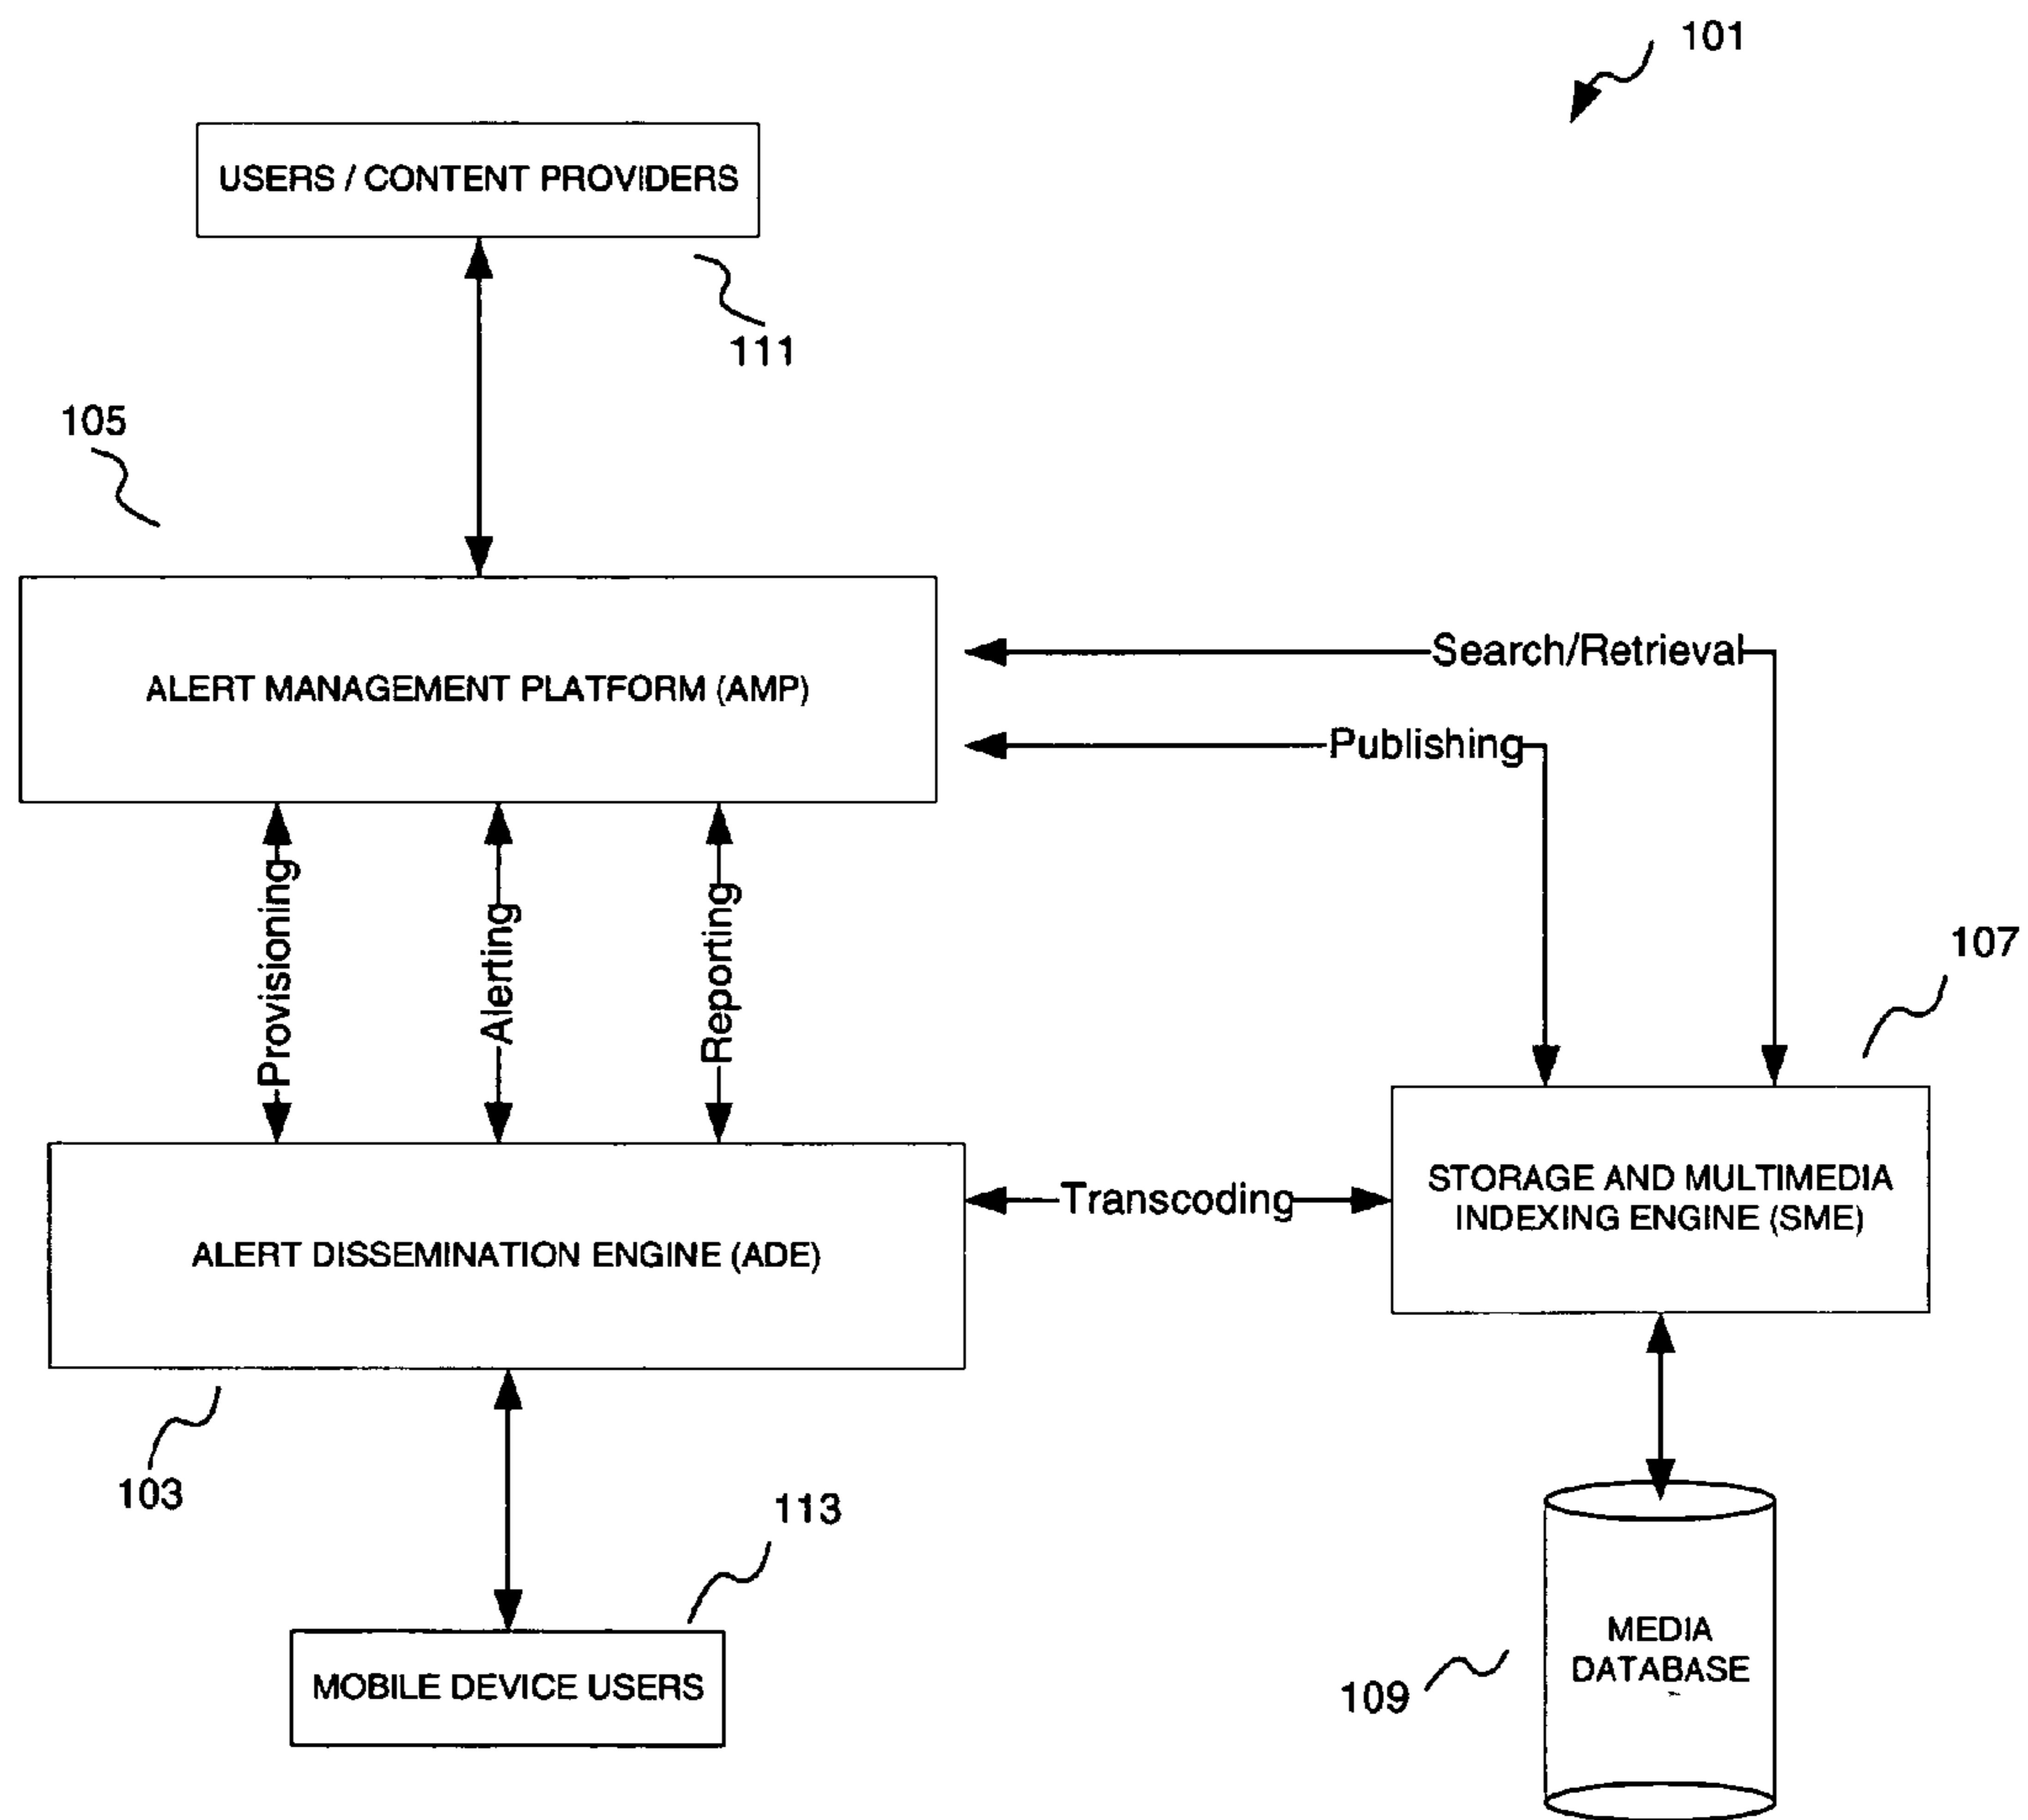 101
USERS / CONTENT PROVIDERS
111
105
ALERT MANAGEMENT PLATFORM (AMP)
Search/Retrieval
Publishing
Provisioning
Alerting
Reporting
107
ALERT DISSEMINATION ENGINE (ADE)
Transcoding
STORAGE AND MULTIMEDIA
INDEXING ENGINE (SME)
103
113
MOBILE DEVICE USERS
109
MEDIA
DATABASE